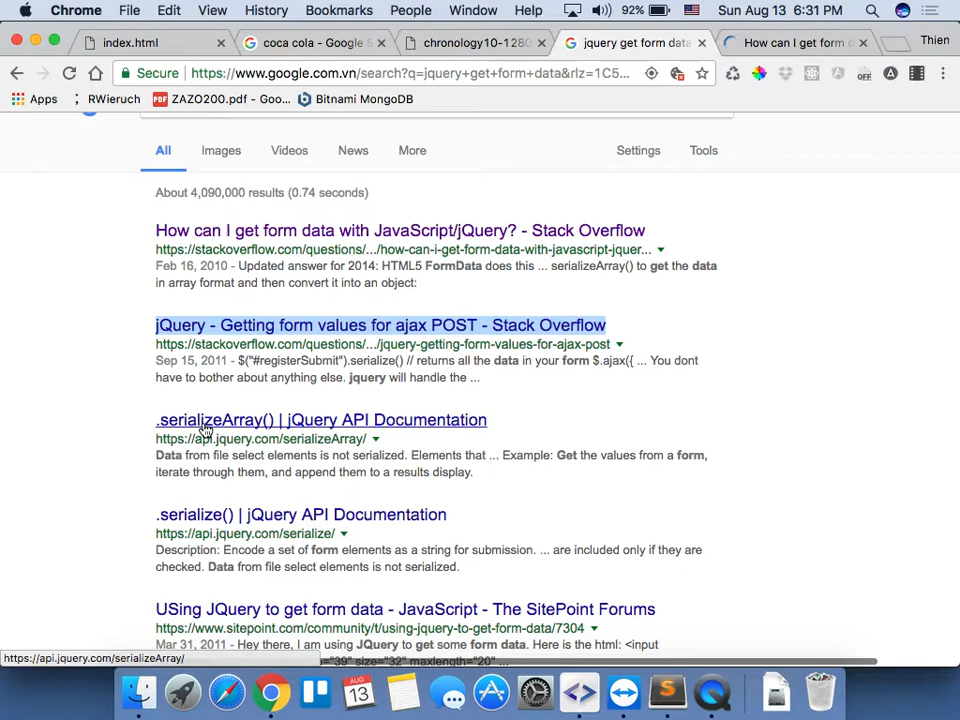 Chrome File Edit View History Bookmarks People Window Help 92% Sun Aug 13 6:31 PM
index.html
coca cola - Google S
chronology10-1280
jquery get form data
How can I get form d
Thien
Secure https://www.google.com.vn/search?q=jquery+get+form+data&rlz=1C5...
OFF
Apps RWieruch ZAZO200.pdf - Goo... Bitnami MongoDB
All Images Videos News More Settings Tools
About 4,090,000 results (0.74 seconds)
How can I get form data with JavaScript/jQuery? - Stack Overflow
https://stackoverflow.com/questions/.../how-can-i-get-form-data-with-javascript-jquer...
Feb 16, 2010 - Updated answer for 2014: HTML5 FormData does this ... serializeArray() to get the data
in array format and then convert it into an object:
jQuery - Getting form values for ajax POST - Stack Overflow
https://stackoverflow.com/questions/.../jquery-getting-form-values-for-ajax-post
Sep 15, 2011 - $("#registerSubmit").serialize() // returns all the data in your form $.ajax({ ... You dont
have to bother about anything else. jquery will handle the ...
.serializeArray() | jQuery API Documentation
https://api.jquery.com/serializeArray/
Data from file select elements is not serialized. Elements that ... Example: Get the values from a form,
iterate through them, and append them to a results display.
.serialize() | jQuery API Documentation
https://api.jquery.com/serialize/
Description: Encode a set of form elements as a string for submission. ... are included only if they are
checked. Data from file select elements is not serialized.
USing JQuery to get form data - JavaScript - The SitePoint Forums
https://www.sitepoint.com/community/t/using-jquery-to-get-form-data/7304
Mar 31, 2011 - Hey there, I am using JQuery to get some form data. Here is the html: <input
https://api.jquery.com/serializeArray/
="39" size="32" maxlength="20" ...
AUG
13